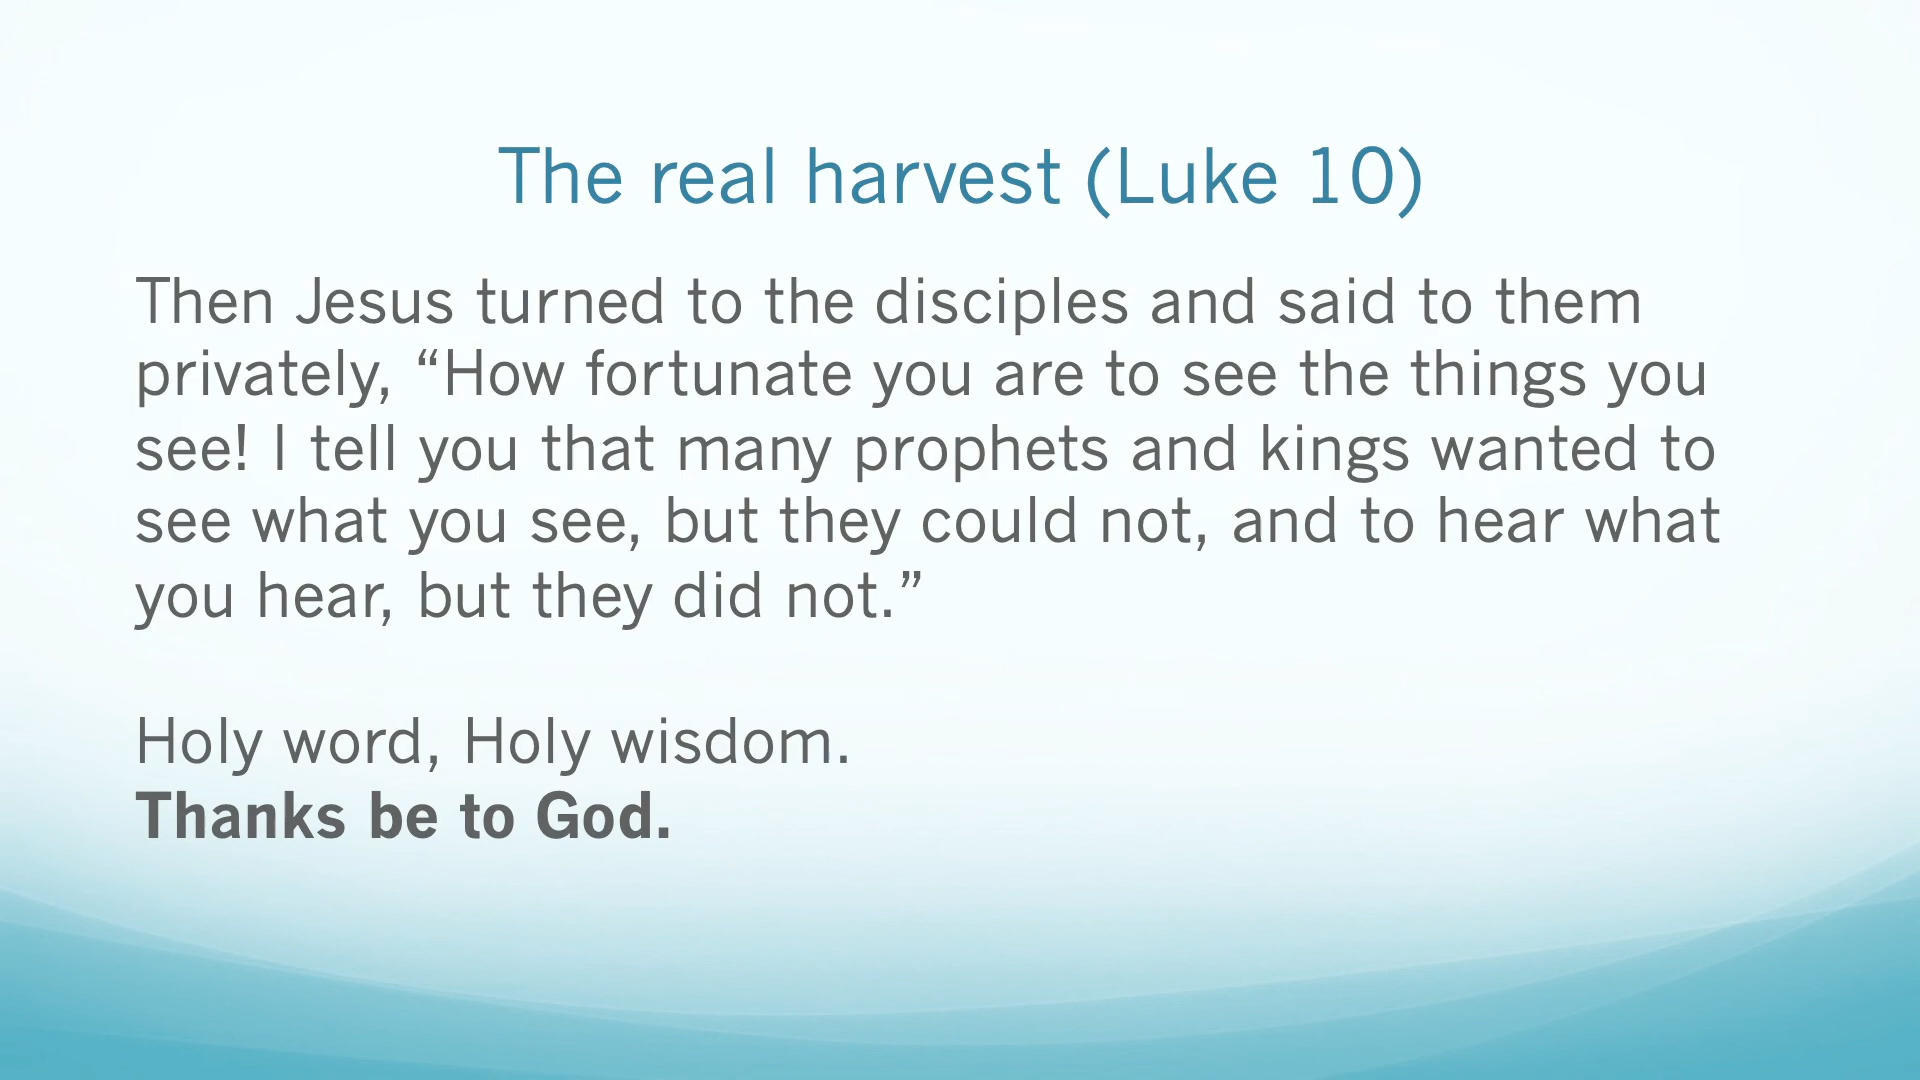 The real harvest (Luke 10)
Then Jesus turned to the disciples and said to them
privately, “How fortunate you are to see the things you
see! I tell you that many prophets and kings wanted to
see what you see, but they could not, and to hear what
you hear, but they did not.”
Holy word, Holy wisdom.
Thanks be to God.